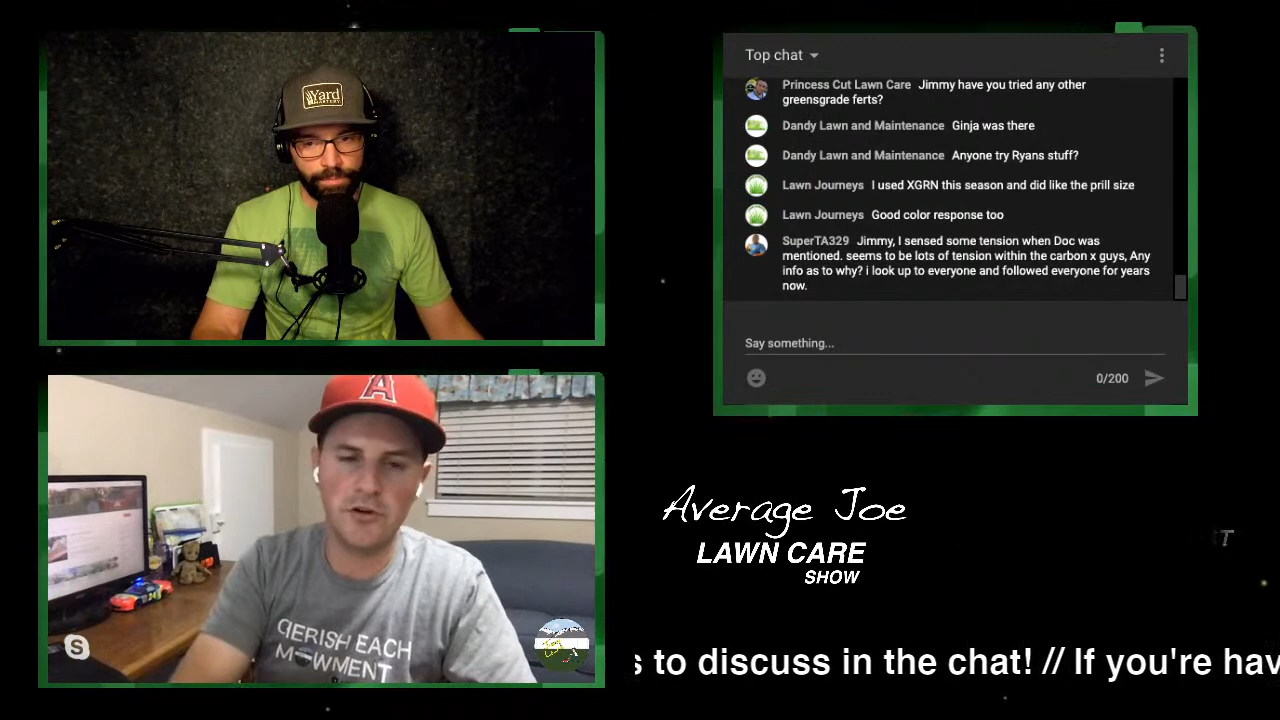 Yard
MASTERY
A
CHERISH EACH
MOWMENT
S
Top chat
Princess Cut Lawn Care Jimmy have you tried any other
greensgrade ferts?
Dandy Lawn and Maintenance Ginja was there
Dandy Lawn and Maintenance Anyone try Ryans stuff?
Lawn Journeys I used XGRN this season and did like the prill size
Lawn Journeys Good color response too
SuperTA329 Jimmy, I sensed some tension when Doc was
mentioned. seems to be lots of tension within the carbon x guys, Any
info as to why? i look up to everyone and followed everyone for years
now.
Say something...
0/200
Average Joe
LAWN CARE
SHOW
T
s to discuss in the chat! // If you're hav